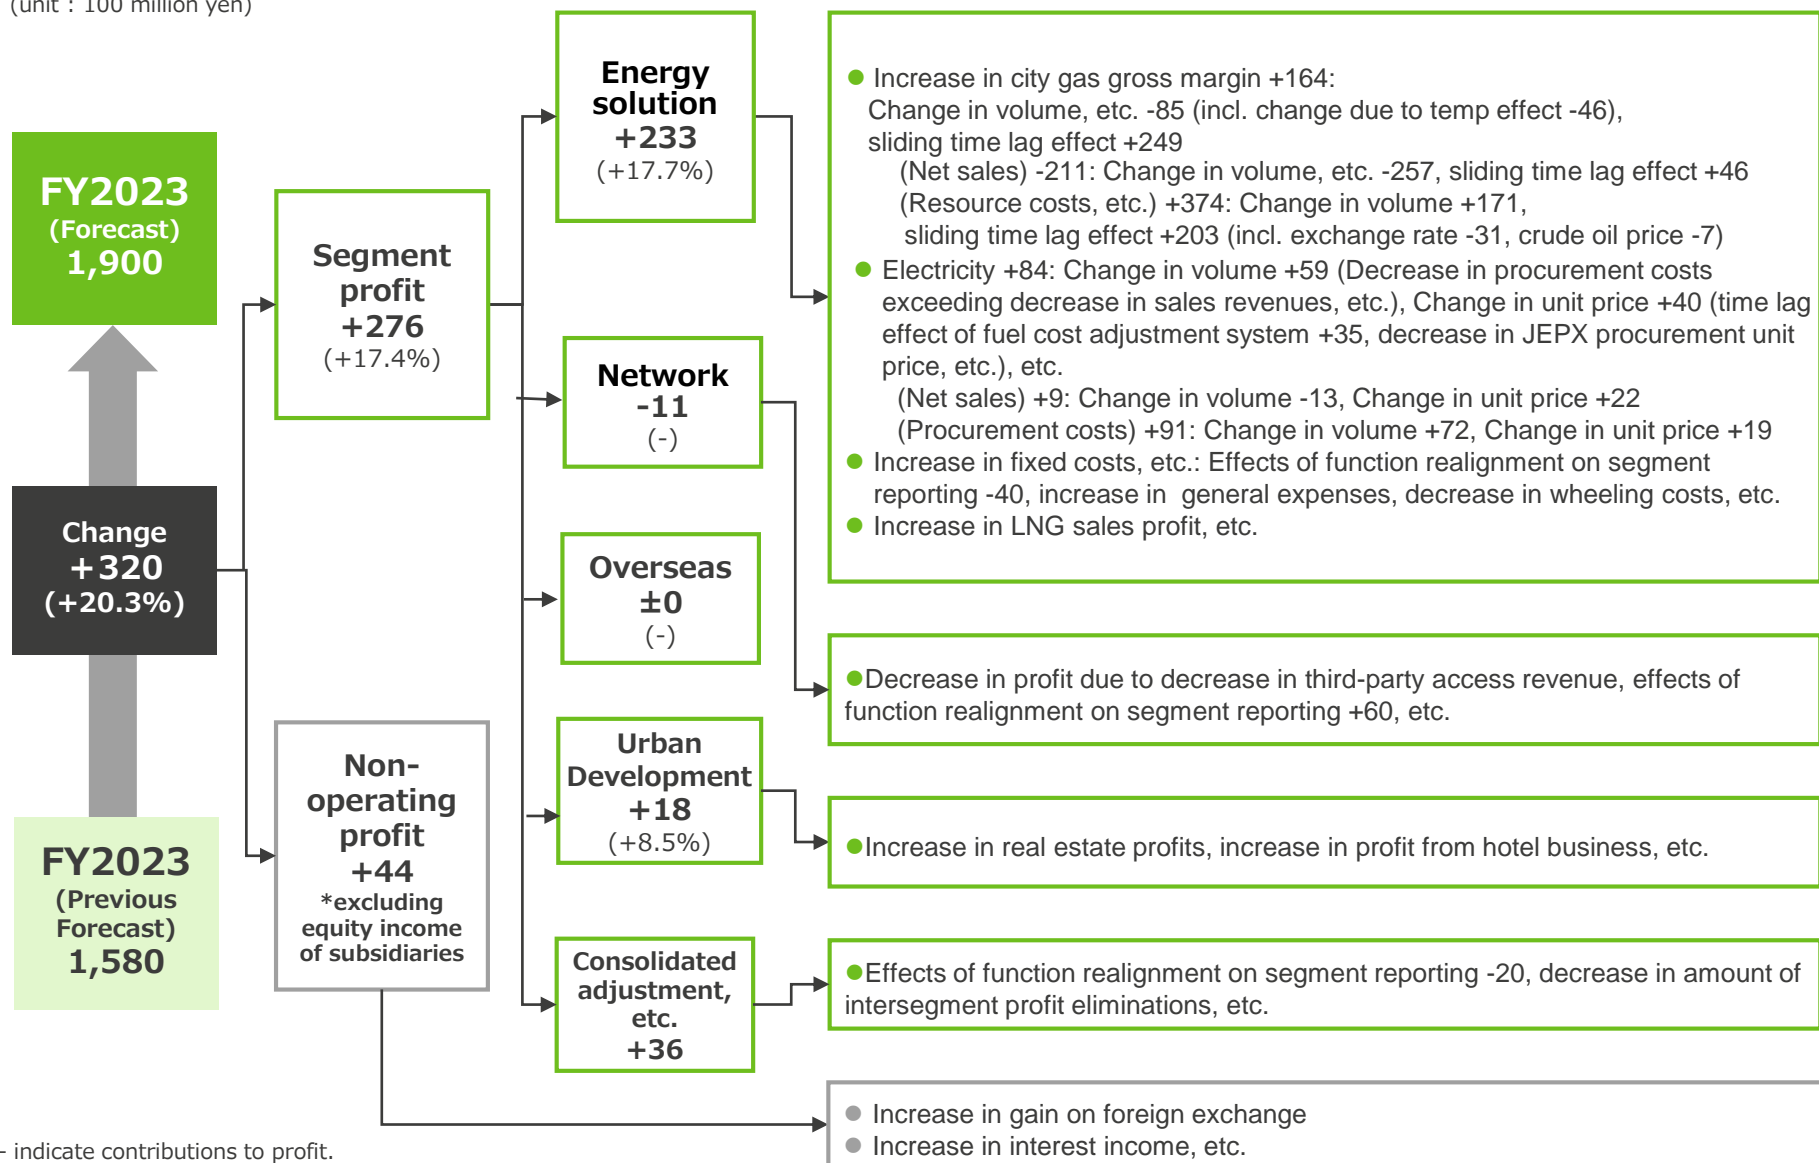 (unit : 100 million yen)
FY2023
(Forecast)
1,900
Change
+320
(+20.3%)
FY2023
(Previous
Forecast)
1,580
Segment
profit
+276
(+17.4%)
Non-
operating
profit
+44
*excluding
equity income
of subsidiaries
Energy
solution
+233
(+17.7%)
Network
-11
(-)
Overseas
±0
(-)
Urban
Development
+18
(+8.5%)
Consolidated
adjustment,
etc.
+36
● Increase in city gas gross margin +164:
Change in volume, etc. -85 (incl. change due to temp effect -46),
sliding time lag effect +249
(Net sales) -211: Change in volume, etc. -257, sliding time lag effect +46
(Resource costs, etc.) +374: Change in volume +171,
sliding time lag effect +203 (incl. exchange rate -31, crude oil price -7)
● Electricity +84: Change in volume +59 (Decrease in procurement costs
exceeding decrease in sales revenues, etc.), Change in unit price +40 (time lag
effect of fuel cost adjustment system +35, decrease in JEPX procurement unit
price, etc.), etc.
(Net sales) +9: Change in volume -13, Change in unit price +22
(Procurement costs) +91: Change in volume +72, Change in unit price +19
● Increase in fixed costs, etc.: Effects of function realignment on segment
reporting -40, increase in general expenses, decrease in wheeling costs, etc.
● Increase in LNG sales profit, etc.
●Decrease in profit due to decrease in third-party access revenue, effects of
function realignment on segment reporting +60, etc.
●Increase in real estate profits, increase in profit from hotel business, etc.
●Effects of function realignment on segment reporting -20, decrease in amount of
intersegment profit eliminations, etc.
● Increase in gain on foreign exchange
● Increase in interest income, etc.
- indicate contributions to profit.